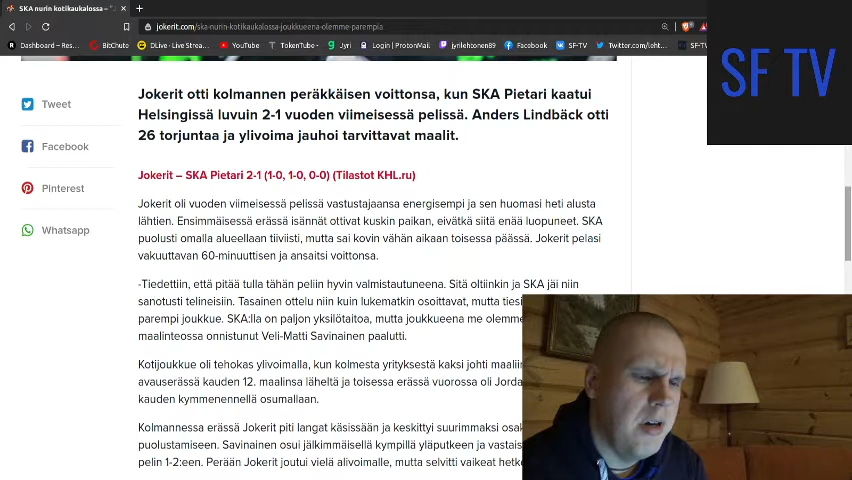 SKA nurin kotikaukalossa – "
jokerit.com/ska-nurin-kotikaukalossa-joukkueena-olemme-parempia
Dashboard – Res... BitChute DLive · Live Strea... YouTube TokenTube · Jyri Login | ProtonMail jyrilehtonen89 Facebook SF-TV Twitter.com/leht... SF-TV
SF TV
Tweet
Facebook
Pinterest
Whatsapp
Jokerit otti kolmannen peräkkäisen voittonsa, kun SKA Pietari kaatui
Helsingissä luvuin 2-1 vuoden viimeisessä pelissä. Anders Lindbäck otti
26 torjuntaa ja ylivoima jauhoi tarvittavat maalit.
Jokerit – SKA Pietari 2-1 (1-0, 1-0, 0-0) (Tilastot KHL.ru)
Jokerit oli vuoden viimeisessä pelissä vastustajaansa energisempi ja sen huomasi heti alusta
lähtien. Ensimmäisessä erässä isännät ottivat kuskin paikan, eivätkä siitä enää luopuneet. SKA
puolusti omalla alueellaan tiiviisti, mutta sai kovin vähän aikaan toisessa päässä. Jokerit pelasi
vakuuttavan 60-minuuttisen ja ansaitsi voittonsa.
-Tiedettiin, että pitää tulla tähän peliin hyvin valmistautuneena. Sitä oltiinkin ja SKA jäi niin
sanotusti telineisiin. Tasainen ottelu niin kuin lukematkin osoittavat, mutta tiesi
parempi joukkue. SKA:lla on paljon yksilötaitoa, mutta joukkueena me olemme
maalinteossa onnistunut Veli-Matti Savinainen paalutti.
Kotijoukkue oli tehokas ylivoimalla, kun kolmesta yrityksestä kaksi johti maaliin
avauserässä kauden 12. maalinsa läheltä ja toisessa erässä vuorossa oli Jorda
kauden kymmenennellä osumallaan.
Kolmannessa erässä Jokerit piti langat käsissään ja keskittyi suurimmaksi osak
puolustamiseen. Savinainen osui jälkimmäisellä kympillä yläputkeen ja vastais
pelin 1-2:een. Perään Jokerit joutui vielä alivoimalle, mutta selvitti vaikeat hetke